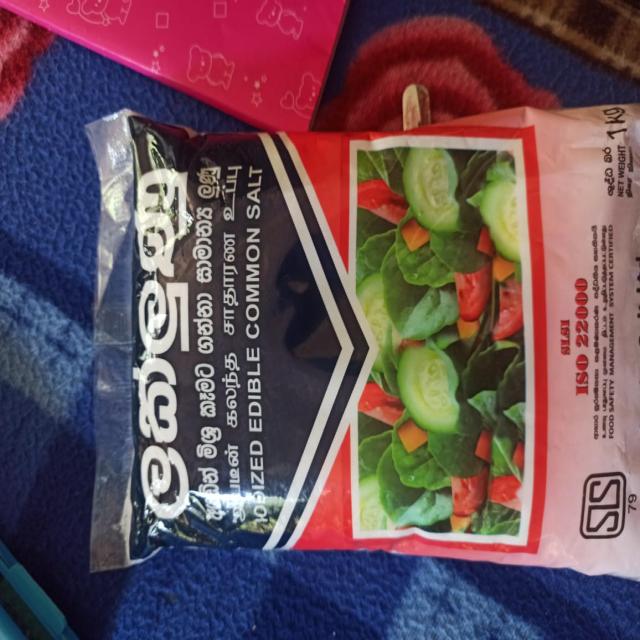 ලක්ලුණු
අයඩින් මිශ්‍ර කෑමට ගන්නා සාමාන්‍ය ලුණු
அயடீன் கலந்த சாதாரண உப்பு
IODIZED EDIBLE COMMON SALT
ශුද්ධ බර
NET WEIGHT
1 Kg
SLSI
ISO 22000
FOOD SAFETY MANAGEMENT SYSTEM CERTIFIED
SLS
79